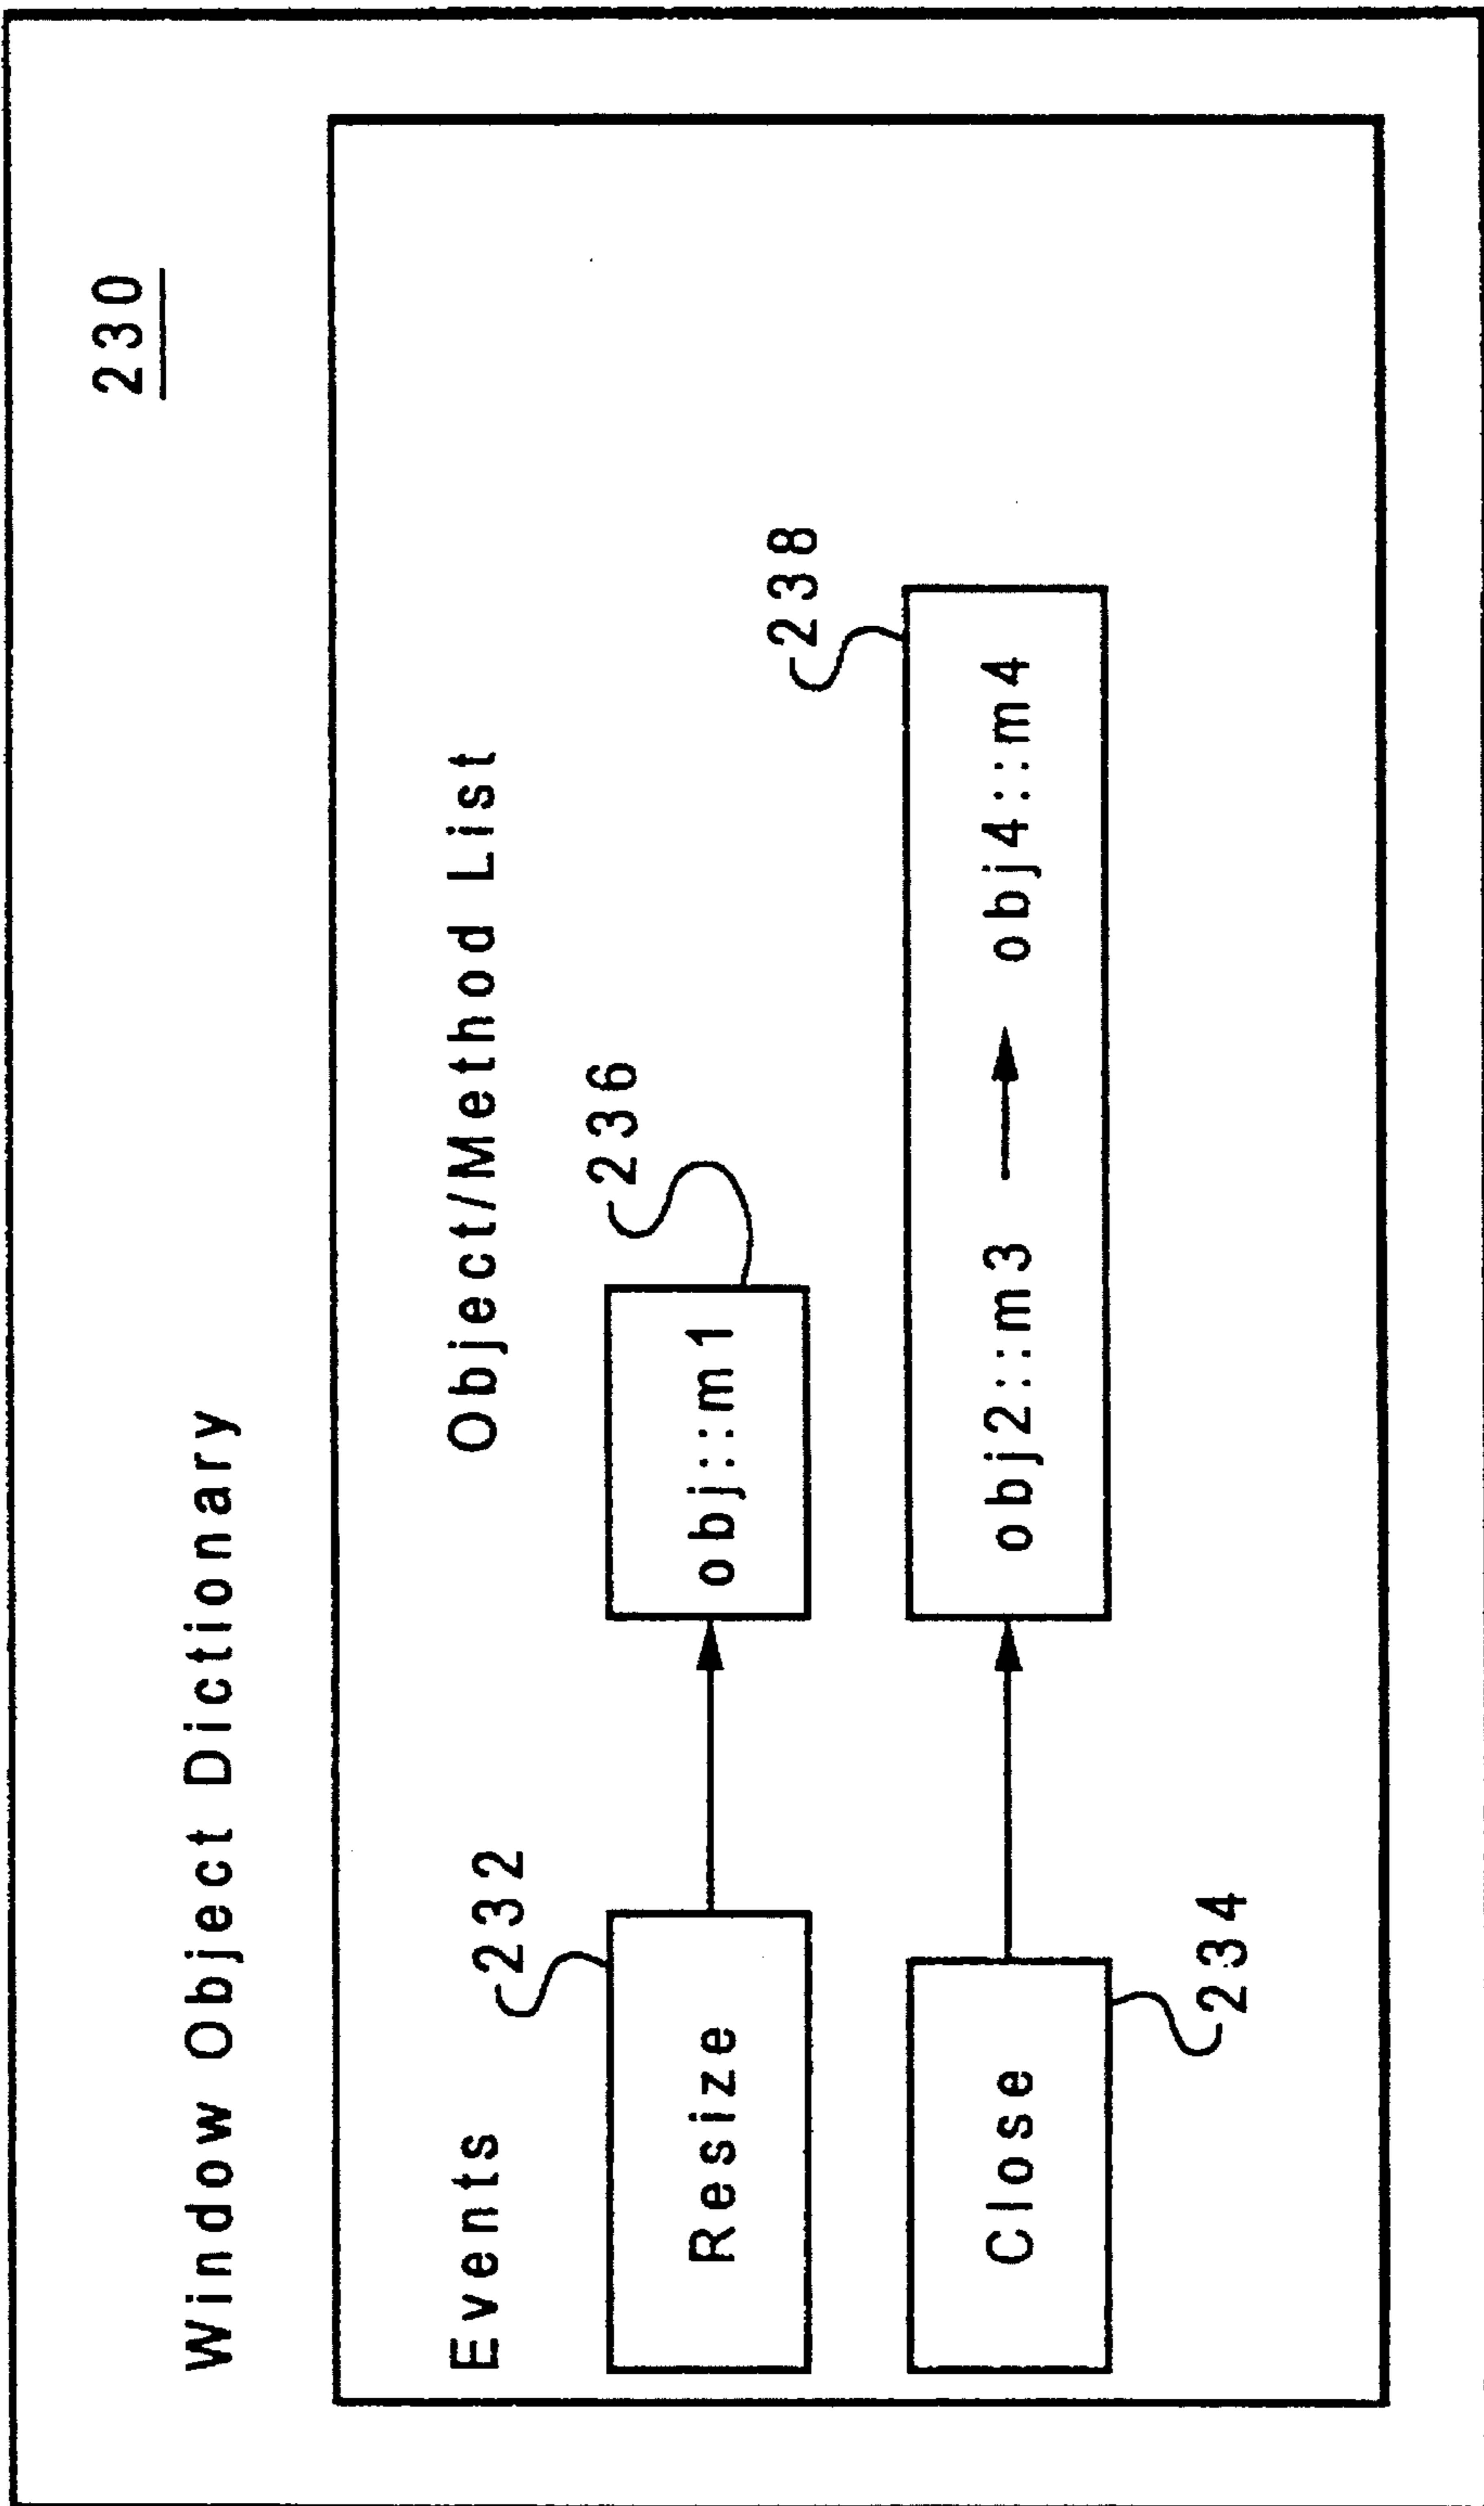 230
Window Object Dictionary
Events
Object/Method List
232
236
Resize
obj::m1
238
Close
obj2::m3
obj4::m4
234